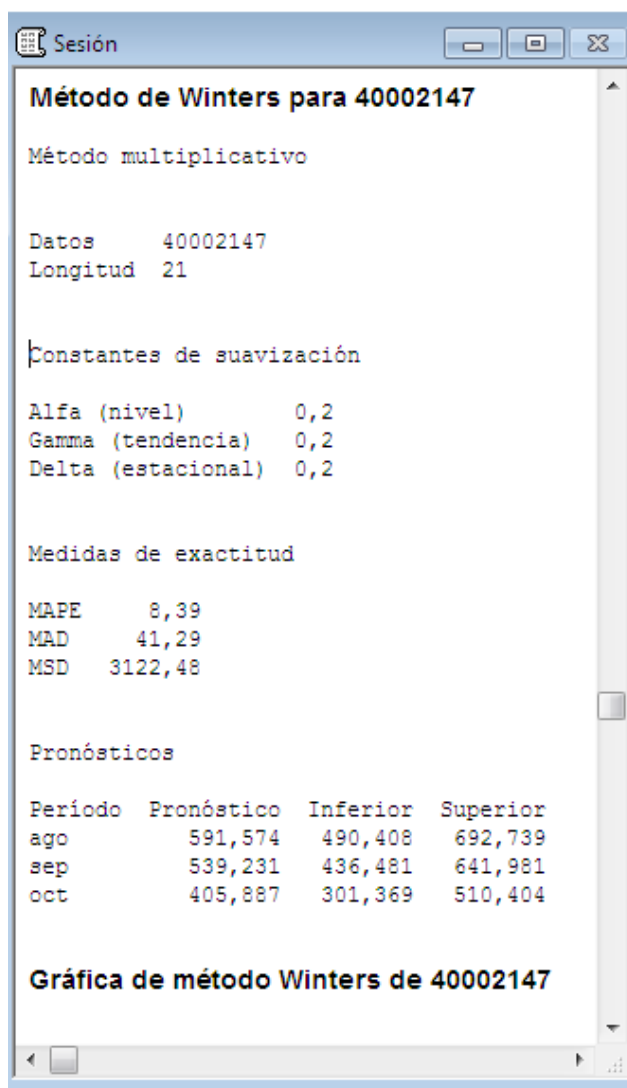 Sesión
Método de Winters para 40002147
Método multiplicativo
Datos 40002147
Longitud 21
Constantes de suavización
Alfa (nivel) 0,2
Gamma (tendencia) 0,2
Delta (estacional) 0,2
Medidas de exactitud
MAPE 8,39
MAD 41,29
MSD 3122,48
Pronósticos
Período Pronóstico Inferior Superior
ago 591,574 490,408 692,739
sep 539,231 436,481 641,981
oct 405,887 301,369 510,404
Gráfica de método Winters de 40002147